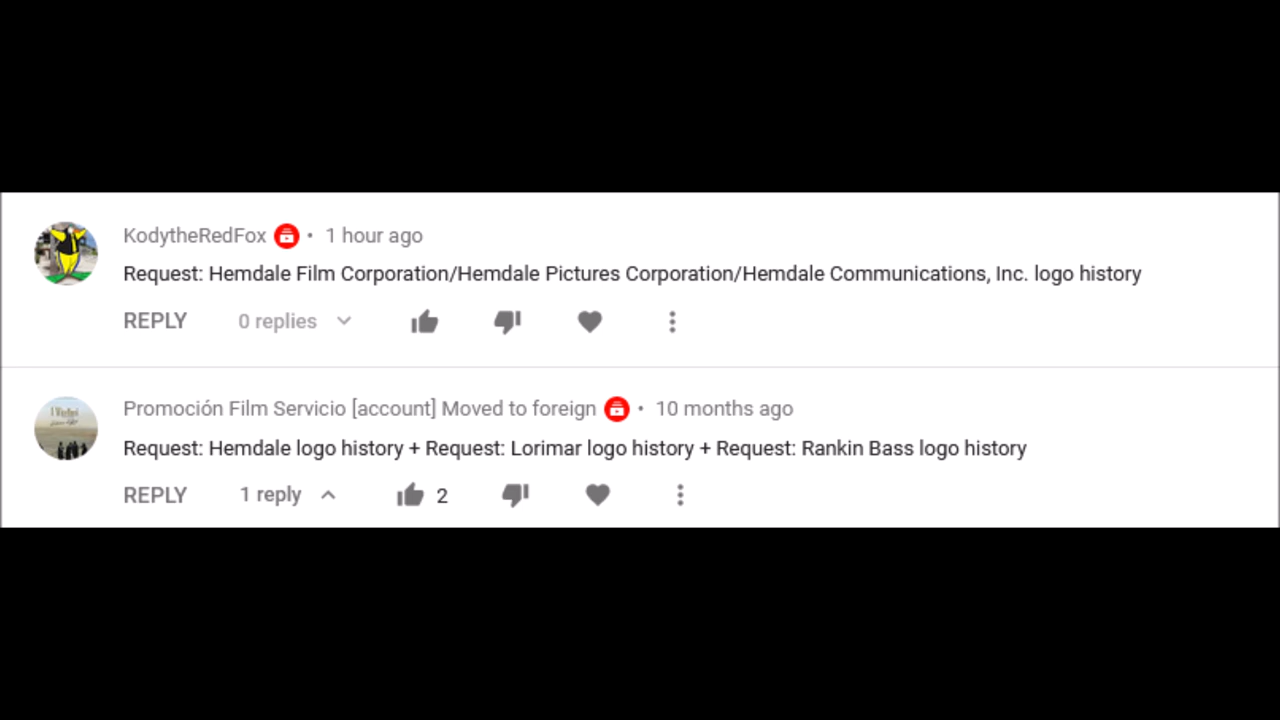 KodytheRedFox • 1 hour ago
Request: Hemdale Film Corporation/Hemdale Pictures Corporation/Hemdale Communications, Inc. logo history
REPLY 0 replies
Promoción Film Servicio [account] Moved to foreign • 10 months ago
Request: Hemdale logo history + Request: Lorimar logo history + Request: Rankin Bass logo history
REPLY 1 reply 2